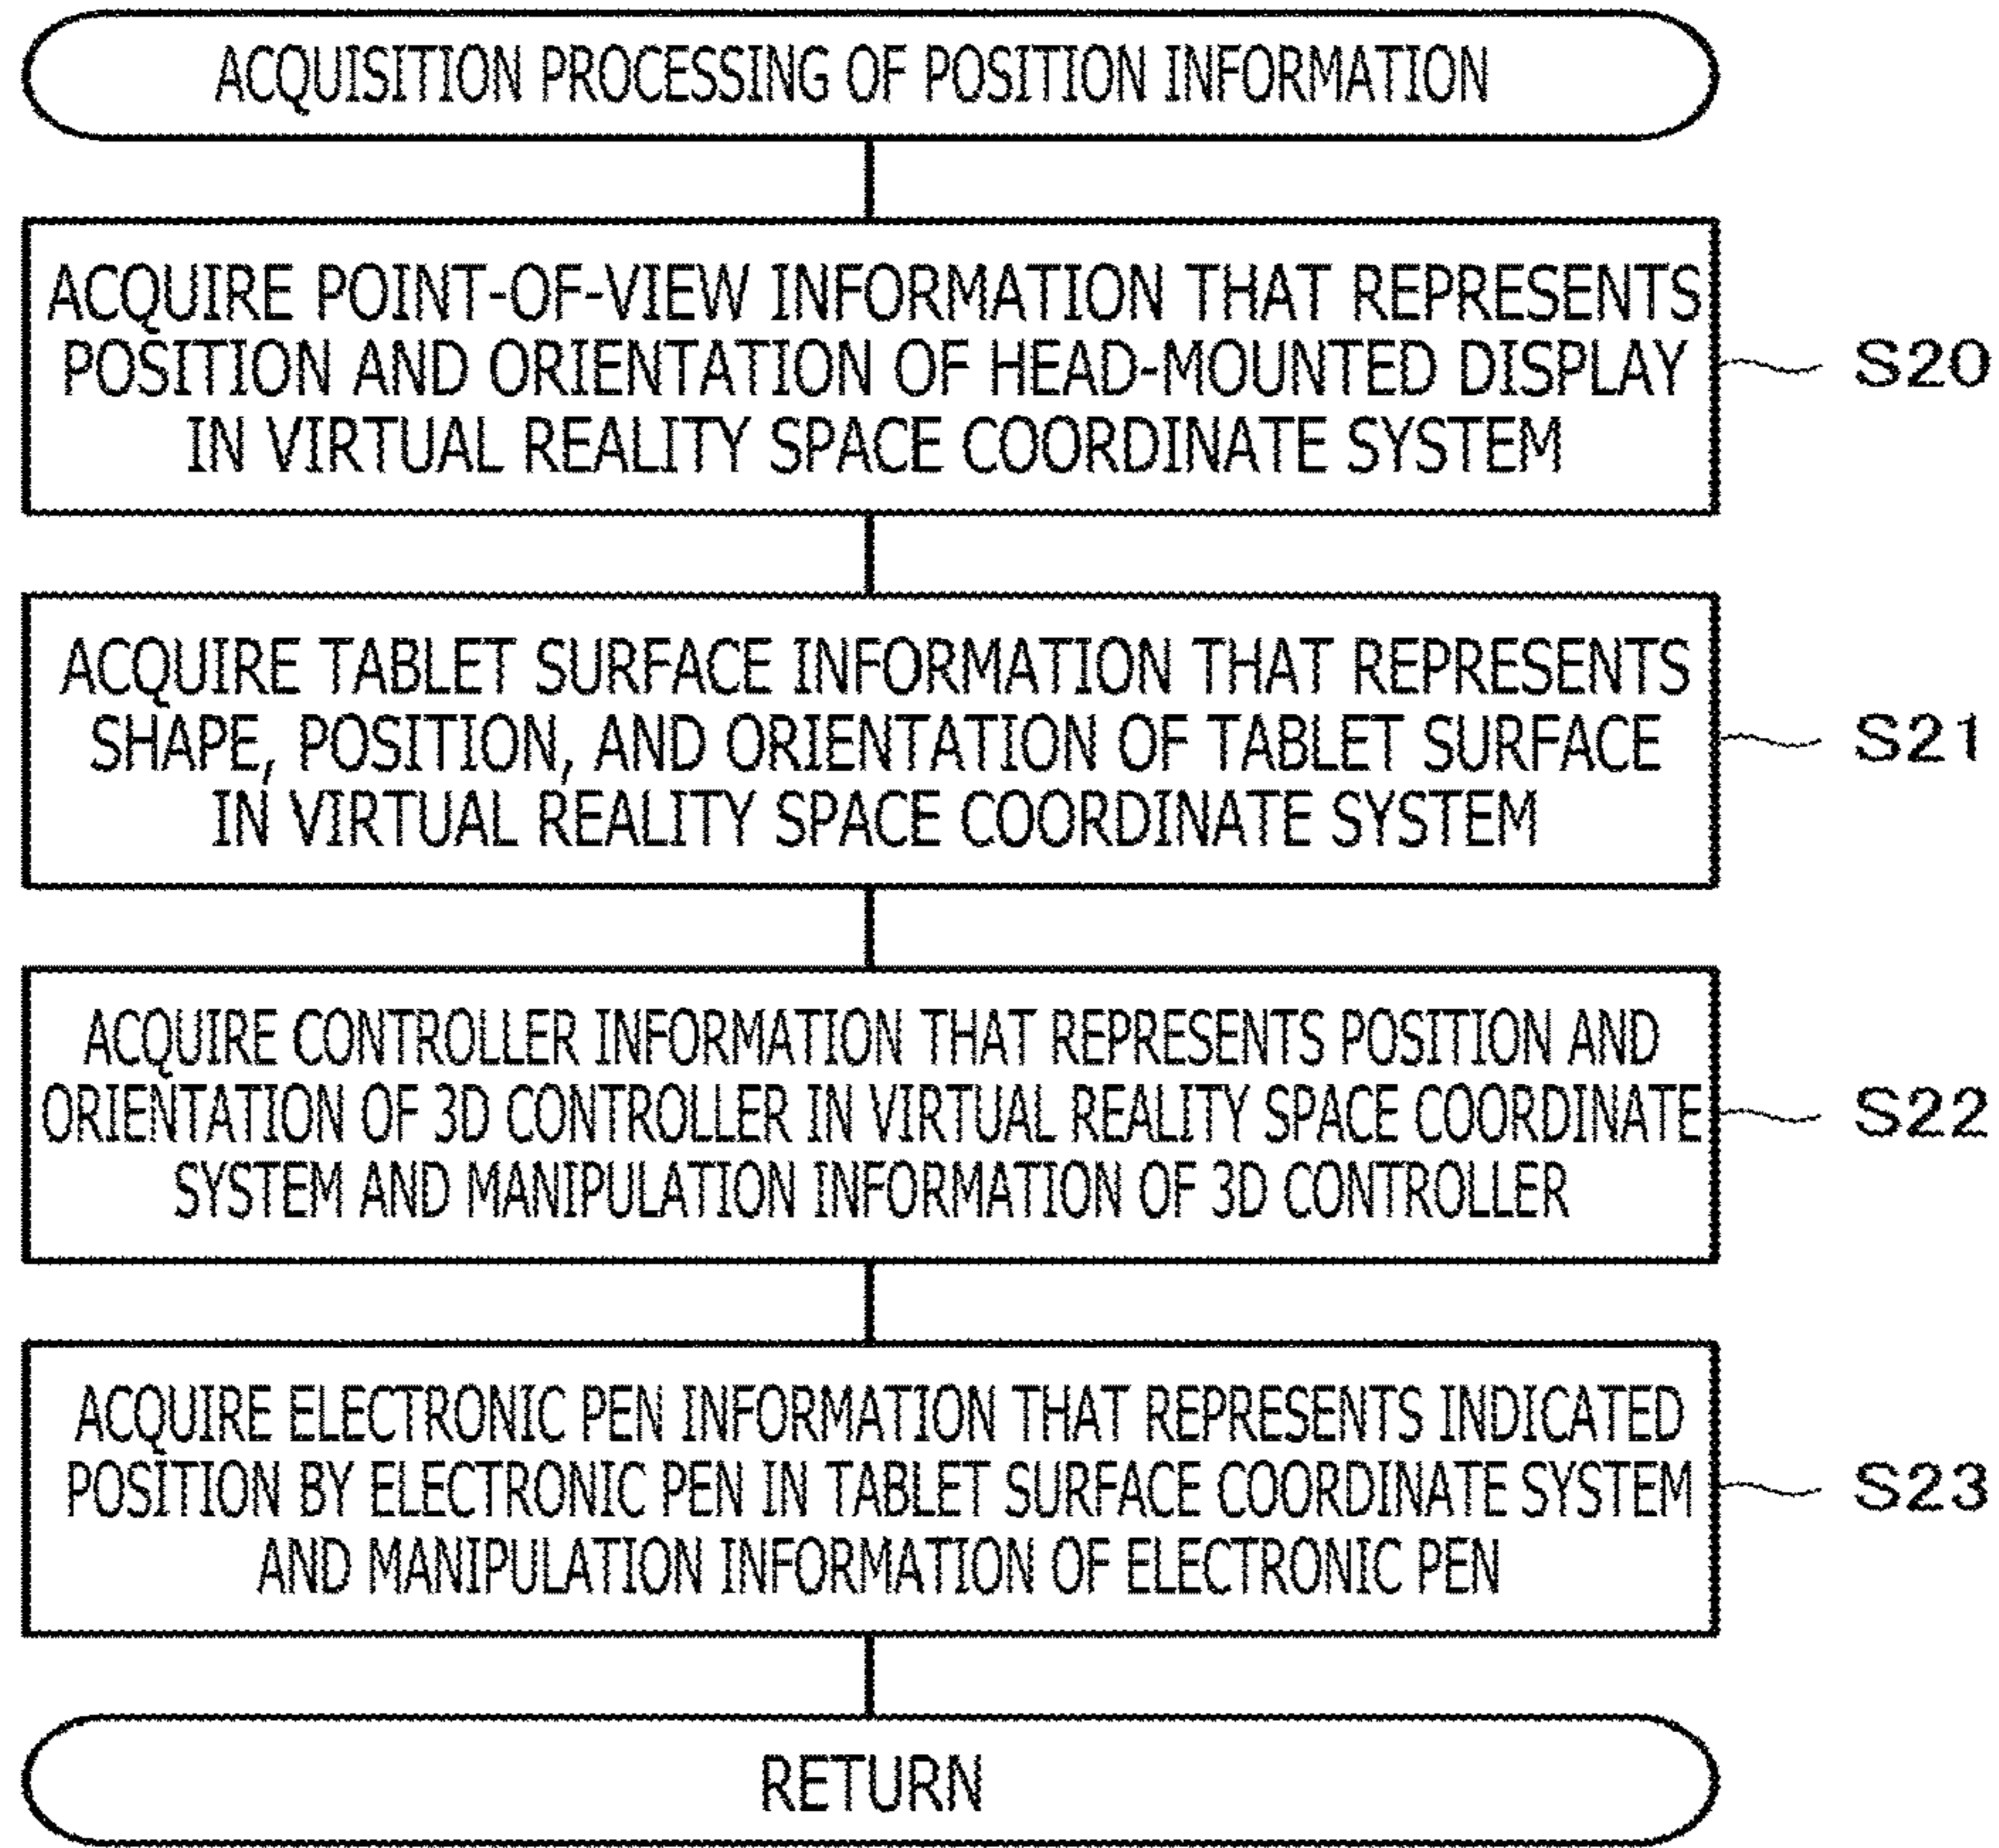 ACQUISITION PROCESSING OF POSITION INFORMATION
ACQUIRE POINT-OF-VIEW INFORMATION THAT REPRESENTS
POSITION AND ORIENTATION OF HEAD-MOUNTED DISPLAY
IN VIRTUAL REALITY SPACE COORDINATE SYSTEM
S20
ACQUIRE TABLET SURFACE INFORMATION THAT REPRESENTS
SHAPE, POSITION, AND ORIENTATION OF TABLET SURFACE
IN VIRTUAL REALITY SPACE COORDINATE SYSTEM
S21
ACQUIRE CONTROLLER INFORMATION THAT REPRESENTS POSITION AND
ORIENTATION OF 3D CONTROLLER IN VIRTUAL REALITY SPACE COORDINATE
SYSTEM AND MANIPULATION INFORMATION OF 3D CONTROLLER
S22
ACQUIRE ELECTRONIC PEN INFORMATION THAT REPRESENTS INDICATED
POSITION BY ELECTRONIC PEN IN TABLET SURFACE COORDINATE SYSTEM
AND MANIPULATION INFORMATION OF ELECTRONIC PEN
S23
RETURN